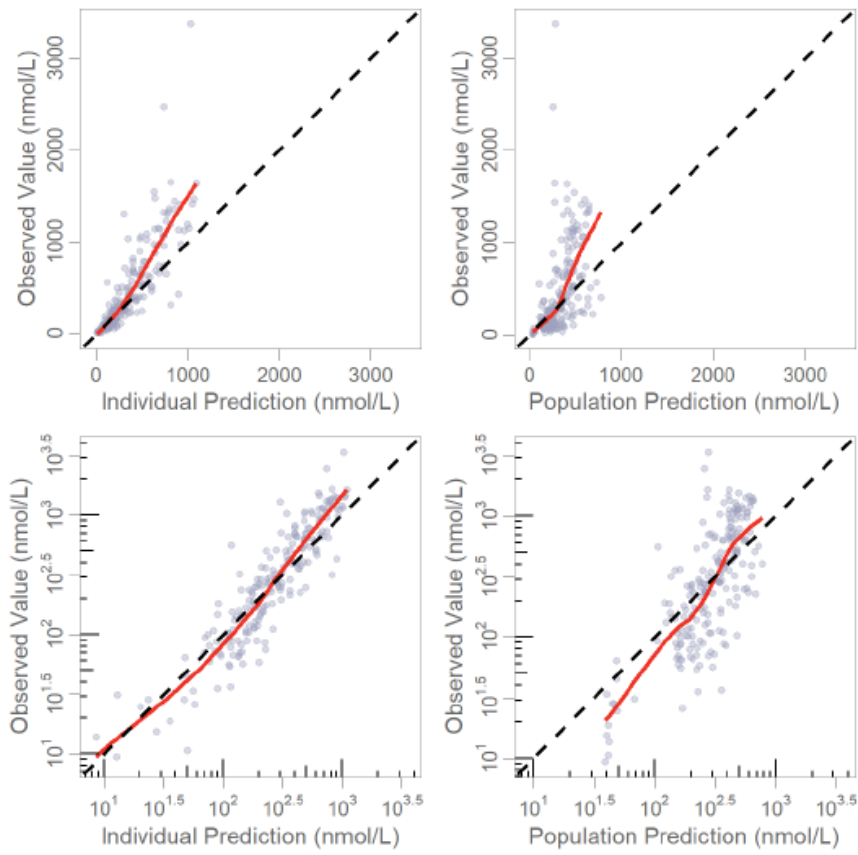 Observed Value (nmol/L)
3000
2000
1000
0
0 1000 2000 3000
Individual Prediction (nmol/L)
Observed Value (nmol/L)
3000
2000
1000
0
0 1000 2000 3000
Population Prediction (nmol/L)
Observed Value (nmol/L)
10^3.5
10^3
10^2.5
10^2
10^1.5
10^1
10^1 10^1.5 10^2 10^2.5 10^3 10^3.5
Individual Prediction (nmol/L)
Observed Value (nmol/L)
10^3.5
10^3
10^2.5
10^2
10^1.5
10^1
10^1 10^1.5 10^2 10^2.5 10^3 10^3.5
Population Prediction (nmol/L)